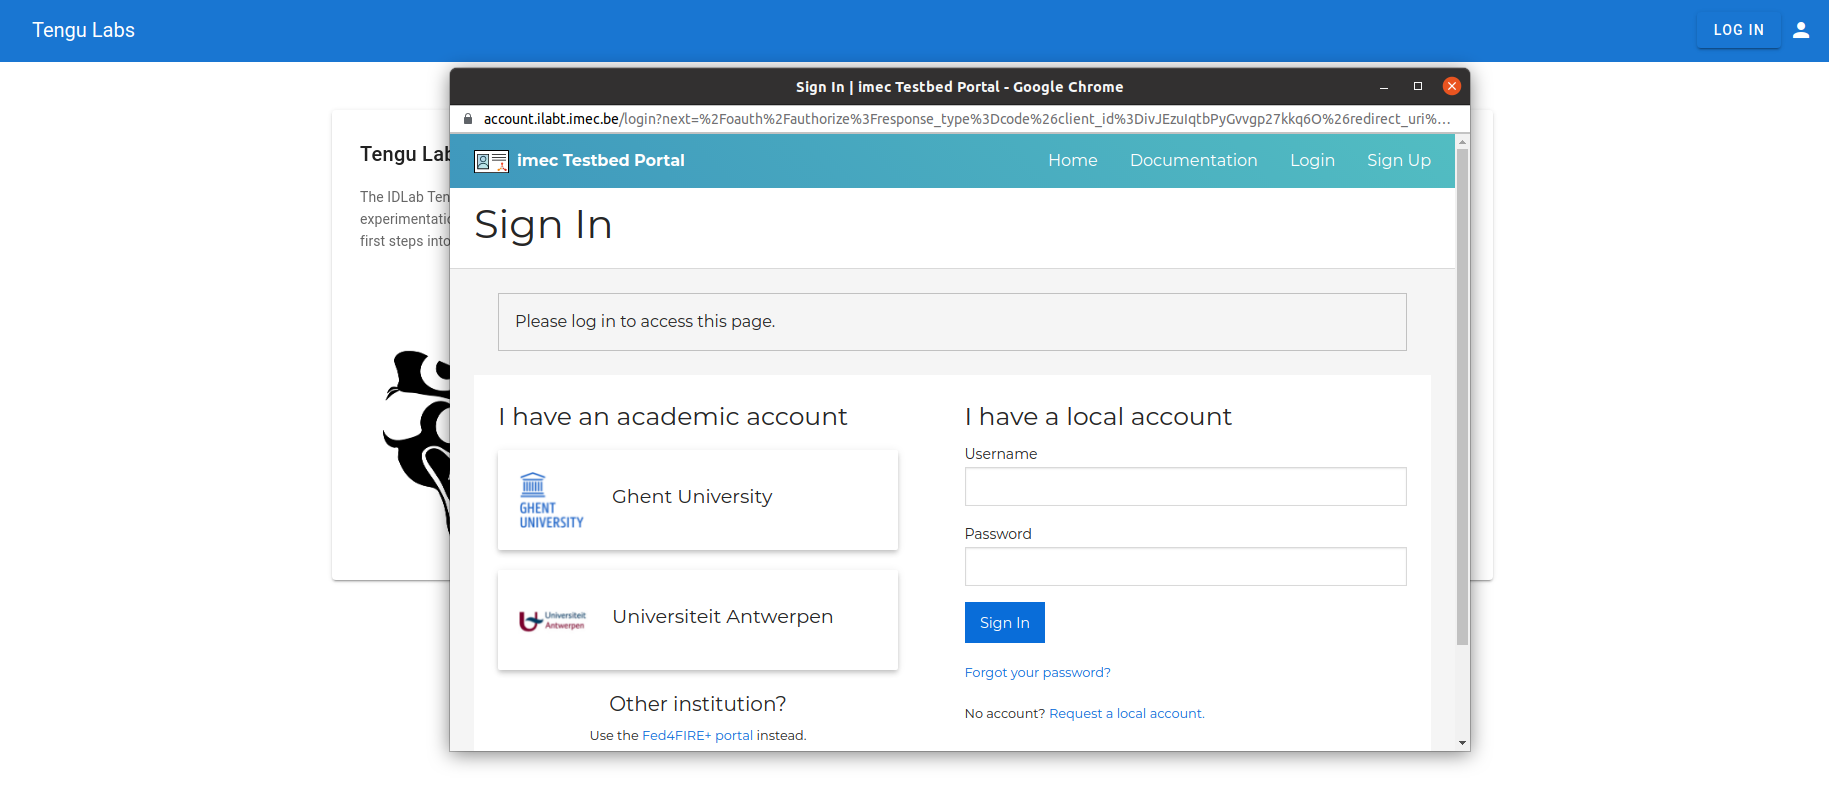 Tengu Labs
LOG IN
Sign In | imec Testbed Portal - Google Chrome
account.ilabt.imec.be/login?next=%2Foauth%2Fauthorize%3Fresponse_type%3Dcode%26client_id%3DivJEzuIqtbPyGvvgp27kkq6O%26redirect_uri%...
imec Testbed Portal
Home
Documentation
Login
Sign Up
Tengu Lab
The IDLab Ten
experimentatio
first steps into
Sign In
Please log in to access this page.
I have an academic account
GHENT
UNIVERSITY
Ghent University
Universiteit
Antwerpen
Universiteit Antwerpen
Other institution?
Use the Fed4FIRE+ portal instead.
I have a local account
Username
Password
Sign In
Forgot your password?
No account? Request a local account.